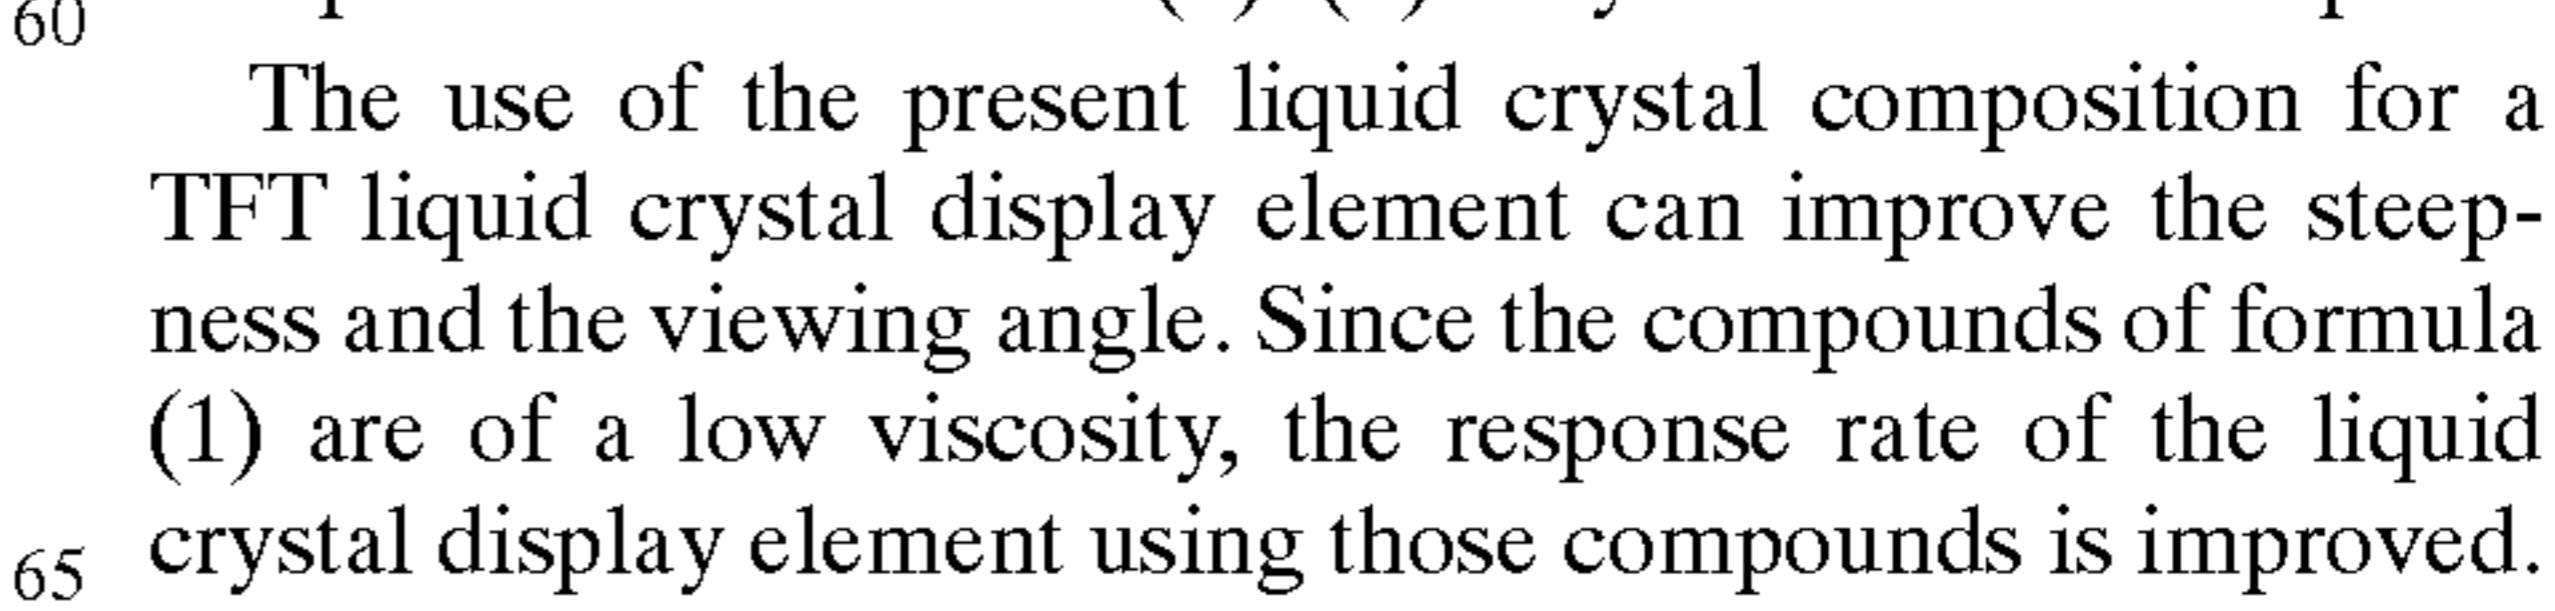 60
The use of the present liquid crystal composition for a
TFT liquid crystal display element can improve the steep-
ness and the viewing angle. Since the compounds of formula
(1) are of a low viscosity, the response rate of the liquid
65 crystal display element using those compounds is improved.